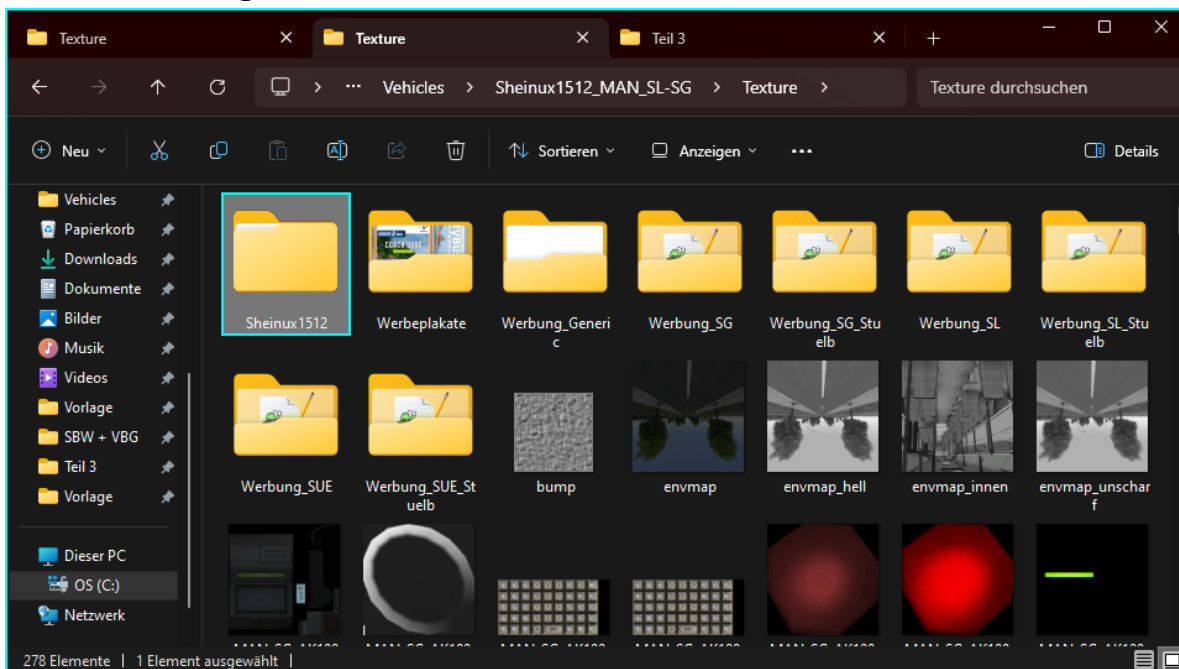 Texture
Texture
Teil 3
Vehicles > Sheinux1512_MAN_SL-SG > Texture >
Texture durchsuchen
Neu
Sortieren
Anzeigen
Details
Vehicles
Papierkorb
Downloads
Dokumente
Bilder
Musik
Videos
Vorlage
SBW + VBG
Teil 3
Vorlage
Dieser PC
OS (C:)
Netzwerk
Sheinux1512
Werbeplakate
Werbung_Generi
c
Werbung_SG
Werbung_SG_Stu
elb
Werbung_SL
Werbung_SL_Stu
elb
Werbung_SUE
Werbung_SUE_St
uelb
bump
envmap
envmap_hell
envmap_innen
envmap_unschar
f
278 Elemente | 1 Element ausgewählt |